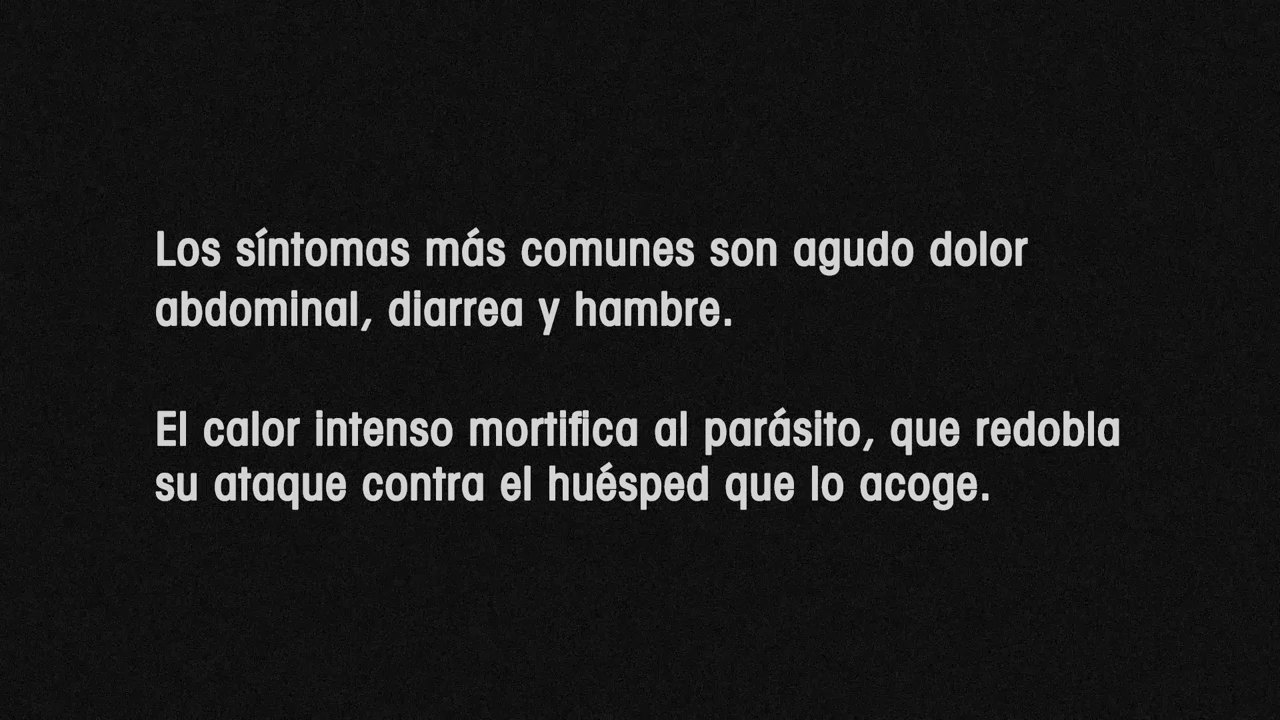 Los síntomas más comunes son agudo dolor
abdominal, diarrea y hambre.
El calor intenso mortifica al parásito, que redobla
su ataque contra el huésped que lo acoge.